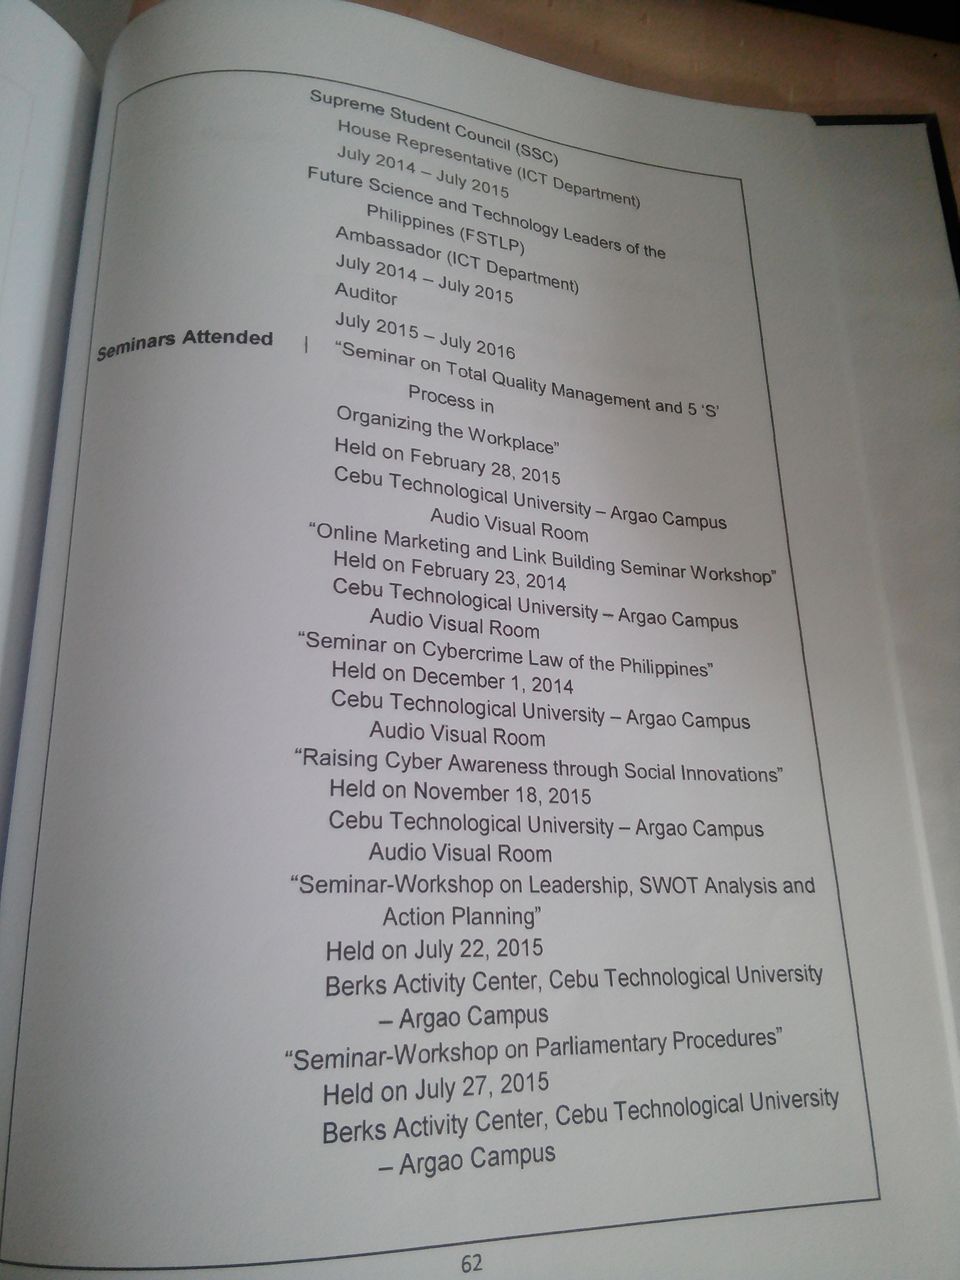 Supreme Student Council (SSC)
House Representative (ICT Department)
July 2014 – July 2015
Future Science and Technology Leaders of the
Philippines (FSTLP)
Ambassador (ICT Department)
July 2014 – July 2015
Auditor
July 2015 – July 2016
Seminars Attended | “Seminar on Total Quality Management and 5 ‘S’
Process in
Organizing the Workplace”
Held on February 28, 2015
Cebu Technological University – Argao Campus
Audio Visual Room
“Online Marketing and Link Building Seminar Workshop”
Held on February 23, 2014
Cebu Technological University – Argao Campus
Audio Visual Room
“Seminar on Cybercrime Law of the Philippines”
Held on December 1, 2014
Cebu Technological University – Argao Campus
Audio Visual Room
“Raising Cyber Awareness through Social Innovations”
Held on November 18, 2015
Cebu Technological University – Argao Campus
Audio Visual Room
“Seminar-Workshop on Leadership, SWOT Analysis and
Action Planning”
Held on July 22, 2015
Berks Activity Center, Cebu Technological University
– Argao Campus
“Seminar-Workshop on Parliamentary Procedures”
Held on July 27, 2015
Berks Activity Center, Cebu Technological University
– Argao Campus
62